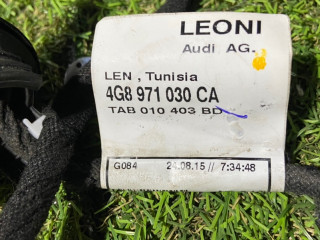 LEONI
Audi AG.
LEN , Tunisia
4G8 971 030 CA
TAB 010 403 BD
G084 24.08.15 // 7:34:48